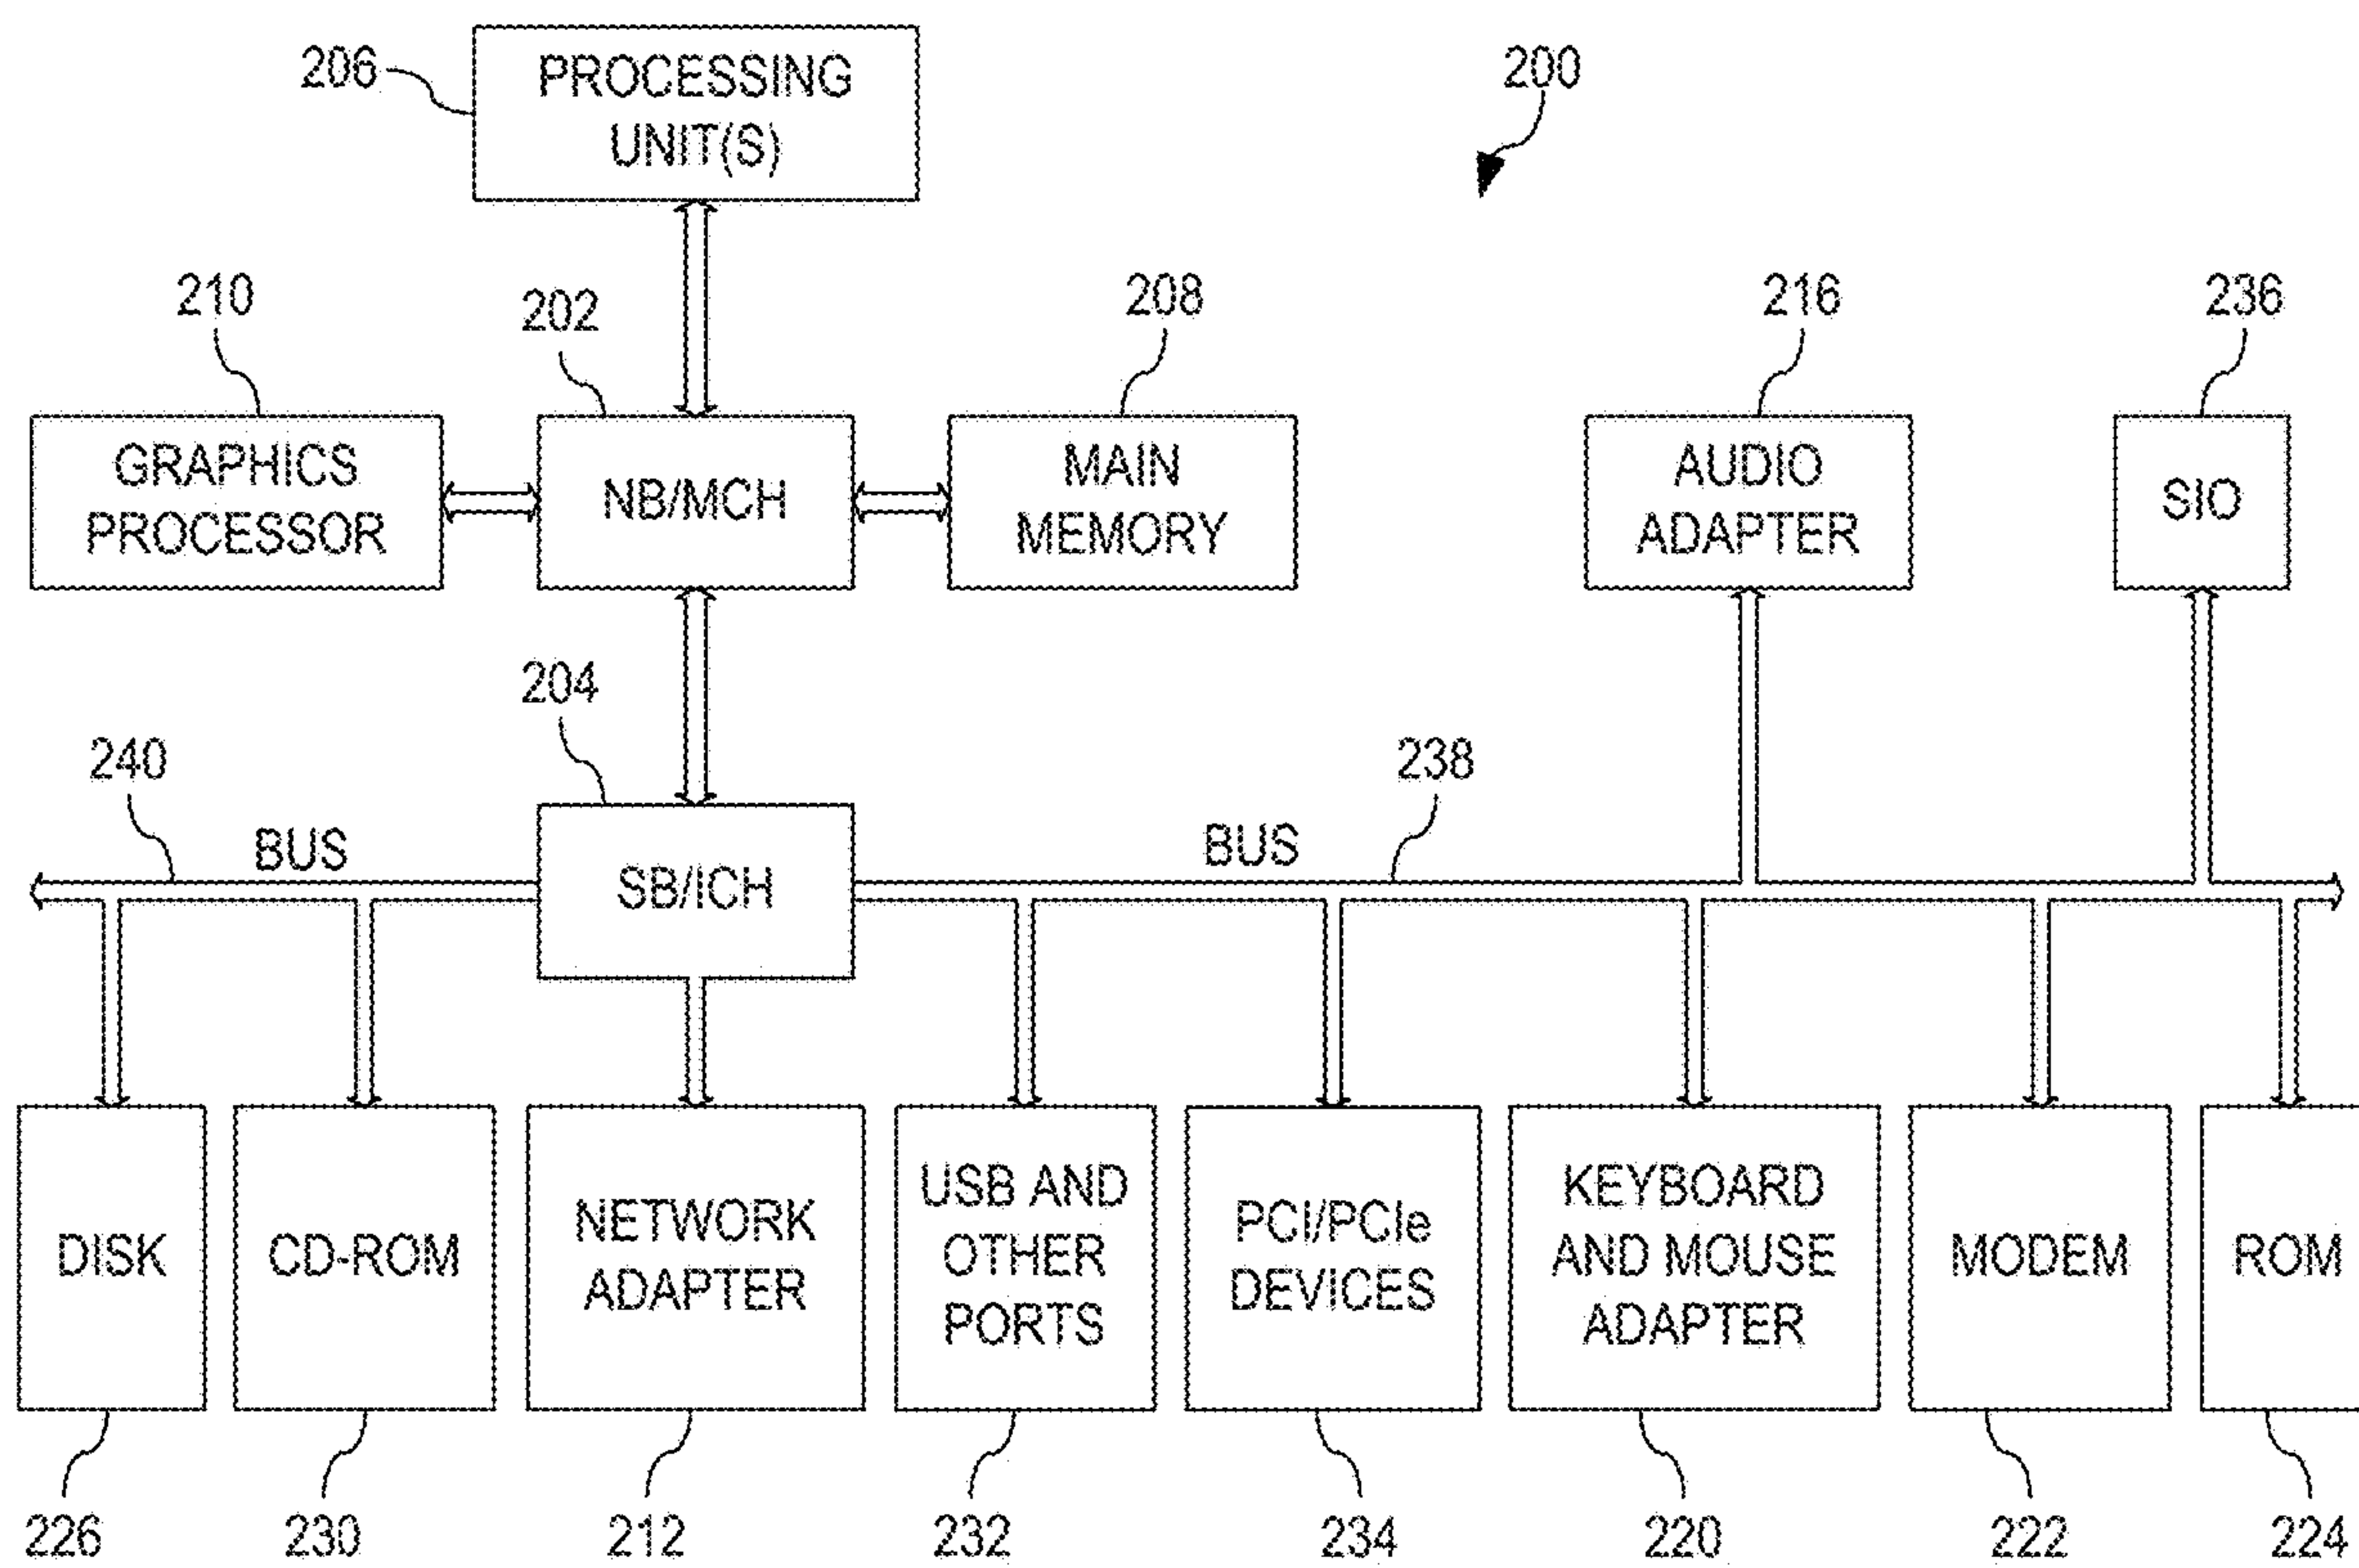 206
PROCESSING
UNIT(S)
200
210
202
208
216
236
GRAPHICS
PROCESSOR
NB/MCH
MAIN
MEMORY
AUDIO
ADAPTER
SIO
204
240
BUS
SB/ICH
BUS
238
DISK
CD-ROM
NETWORK
ADAPTER
USB AND
OTHER
PORTS
PCI/PCIe
DEVICES
KEYBOARD
AND MOUSE
ADAPTER
MODEM
ROM
226
230
212
232
234
220
222
224